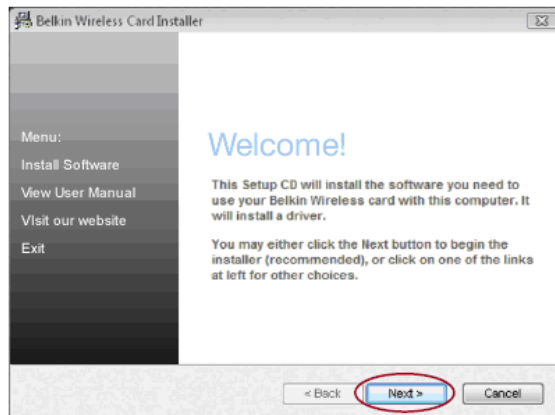 Belkin Wireless Card Installer
Menu:
Install Software
View User Manual
VIsit our website
Exit
Welcome!
This Setup CD will install the software you need to
use your Belkin Wireless card with this computer. It
will install a driver.
You may either click the Next button to begin the
installer (recommended), or click on one of the links
at left for other choices.
< Back
Next >
Cancel